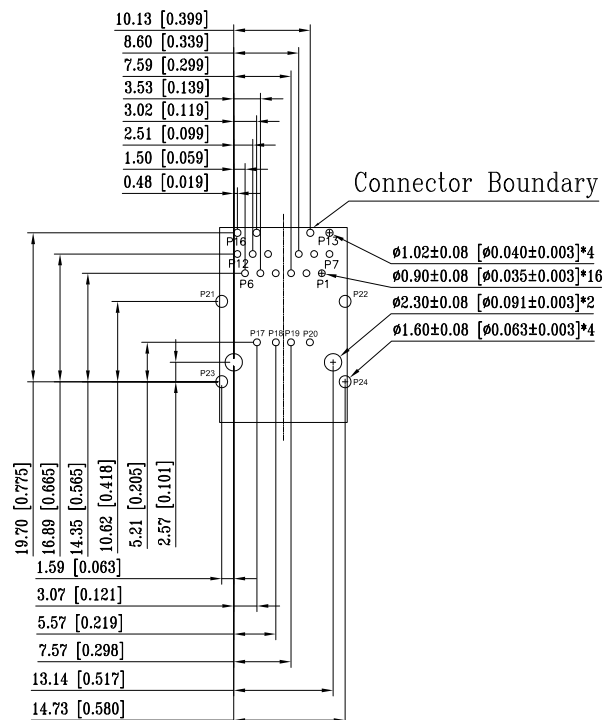 10.13 [0.399]
8.60 [0.339]
7.59 [0.299]
3.53 [0.139]
3.02 [0.119]
2.51 [0.099]
1.50 [0.059]
0.48 [0.019]
Connector Boundary
P16 P13
P12 P7
P6 P1
P21 P22
P17 P18 P19 P20
P23 P24
ø1.02±0.08 [ø0.040±0.003]*4
ø0.90±0.08 [ø0.035±0.003]*16
ø2.30±0.08 [ø0.091±0.003]*2
ø1.60±0.08 [ø0.063±0.003]*4
19.70 [0.775]
16.89 [0.665]
14.35 [0.565]
10.62 [0.418]
5.21 [0.205]
2.57 [0.101]
1.59 [0.063]
3.07 [0.121]
5.57 [0.219]
7.57 [0.298]
13.14 [0.517]
14.73 [0.580]